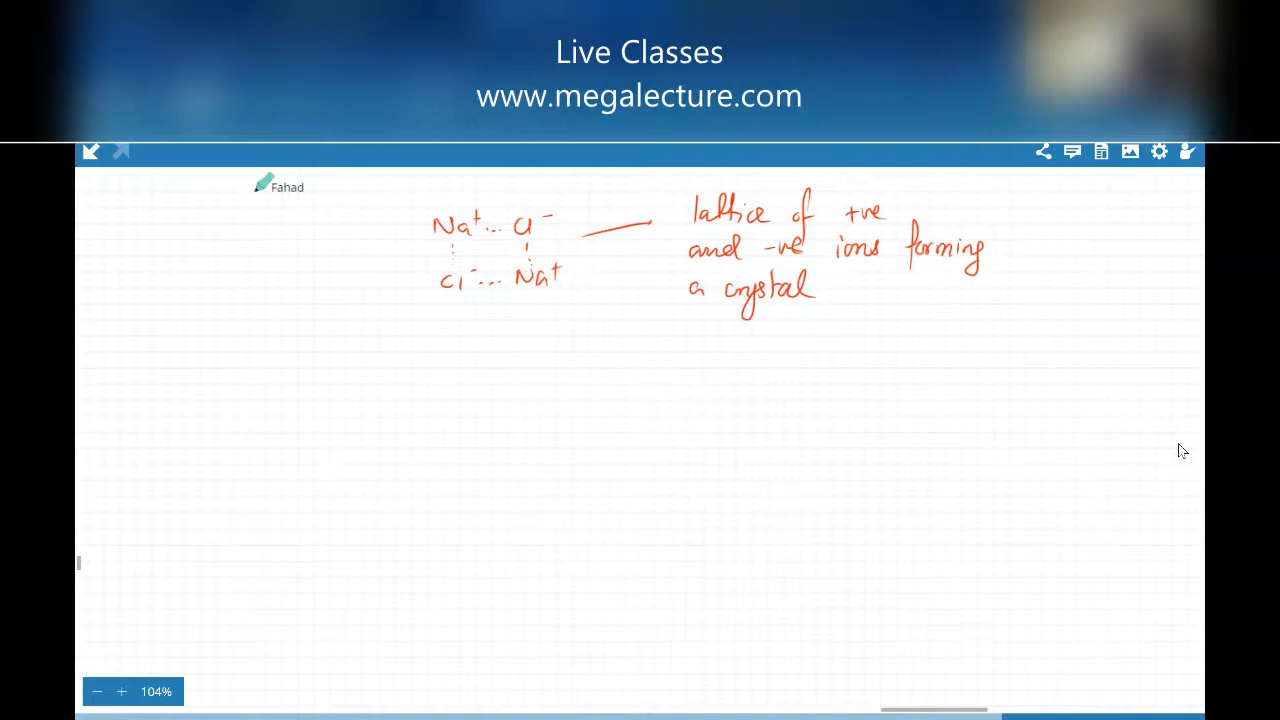 Live Classes
www.megalecture.com
Fahad
Na⁺ ... Cl⁻
Cl⁻ ... Na⁺
lattice of +ve
and -ve ions forming
a crystal
104%